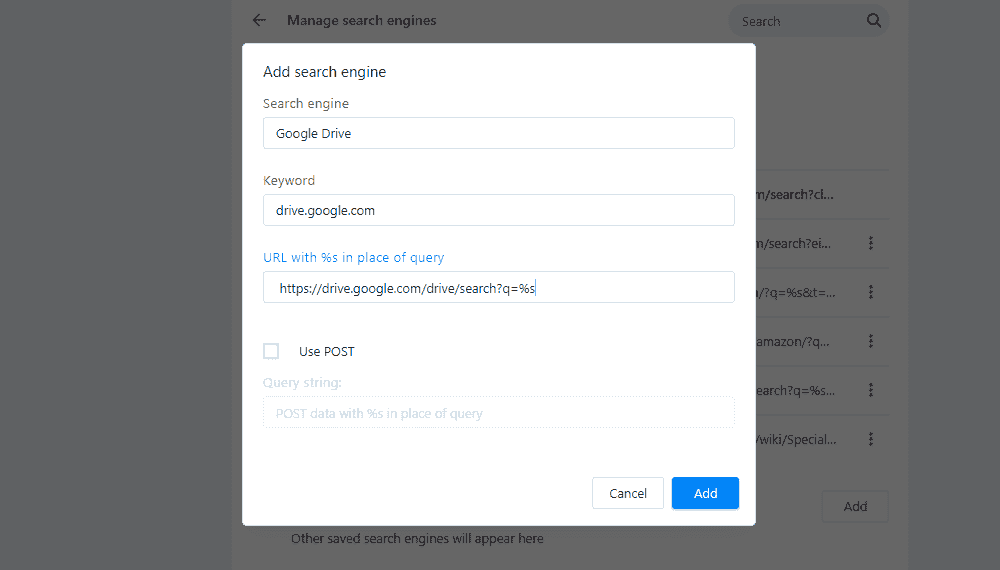 Manage search engines
Search
Add search engine
Search engine
Google Drive
Keyword
drive.google.com
URL with %s in place of query
https://drive.google.com/drive/search?q=%s
Use POST
Query string:
POST data with %s in place of query
Cancel
Add
m/search?ci...
m/search?ei...
/?q=%s&t=...
amazon/?q...
earch?q=%s...
/wiki/Special...
Add
Other saved search engines will appear here